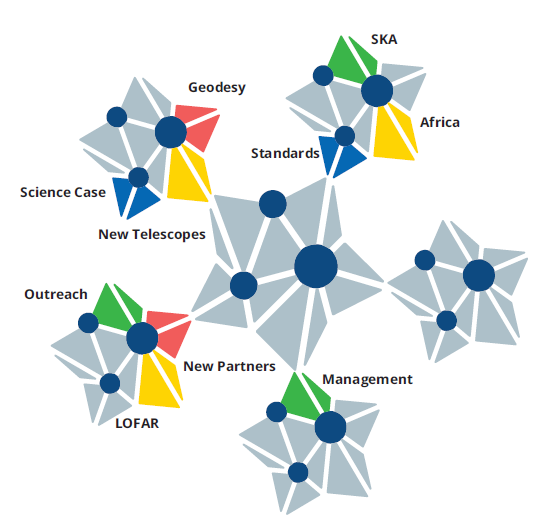 SKA
Geodesy
Africa
Standards
Science Case
New Telescopes
Outreach
New Partners
Management
LOFAR